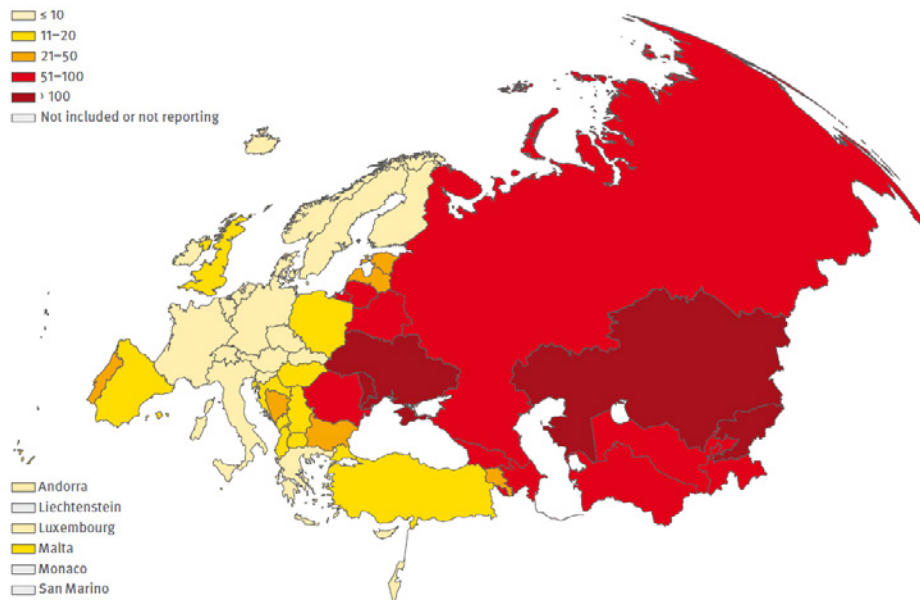 ≤ 10
11–20
21–50
51–100
› 100
Not included or not reporting
Andorra
Liechtenstein
Luxembourg
Malta
Monaco
San Marino